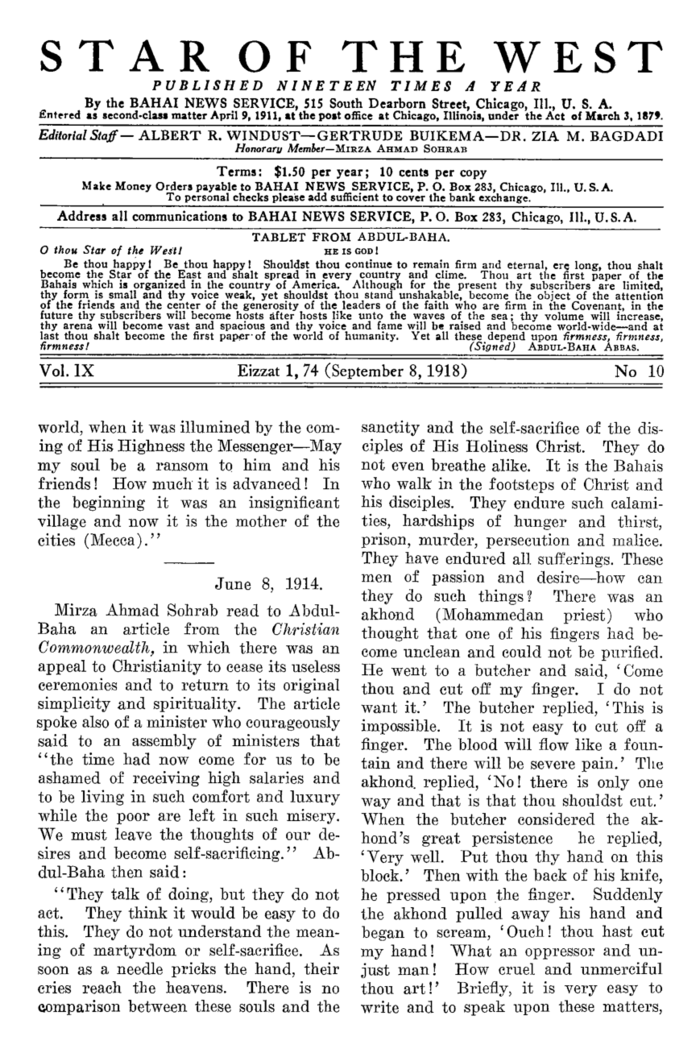 STAR OF THE WEST
PUBLISHED NINETEEN TIMES A YEAR
By the BAHAI NEWS SERVICE, 515 South Dearborn Street, Chicago, Ill., U. S. A.
Entered as second-class matter April 9, 1911, at the post office at Chicago, Illinois, under the Act of March 3, 1879.
Editorial Staff — ALBERT R. WINDUST—GERTRUDE BUIKEMA—DR. ZIA M. BAGDADI
Honorary Member—MIRZA AHMAD SOHRAB
Terms: $1.50 per year; 10 cents per copy
Make Money Orders payable to BAHAI NEWS SERVICE, P. O. Box 283, Chicago, Ill., U. S. A.
To personal checks please add sufficient to cover the bank exchange.
Address all communications to BAHAI NEWS SERVICE, P. O. Box 283, Chicago, Ill., U. S. A.
TABLET FROM ABDUL-BAHA.
O thou Star of the West! HE IS GOD!
Be thou happy! Be thou happy! Shouldst thou continue to remain firm and eternal, ere long, thou shalt
become the Star of the East and shalt spread in every country and clime. Thou art the first paper of the
Bahais which is organized in the country of America. Although for the present thy subscribers are limited,
thy form is small and thy voice weak, yet shouldst thou stand unshakable, become the object of the attention
of the friends and the center of the generosity of the leaders of the faith who are firm in the Covenant, in the
future thy subscribers will become hosts after hosts like unto the waves of the sea; thy volume will increase,
thy arena will become vast and spacious and thy voice and fame will be raised and become world-wide—and at
last thou shalt become the first paper of the world of humanity. Yet all these depend upon firmness, firmness,
firmness! (Signed) ABDUL-BAHA ABBAS.
Vol. IX Eizzat 1, 74 (September 8, 1918) No 10
world, when it was illumined by the com-
ing of His Highness the Messenger—May
my soul be a ransom to him and his
friends! How much it is advanced! In
the beginning it was an insignificant
village and now it is the mother of the
cities (Mecca).''
June 8, 1914.
Mirza Ahmad Sohrab read to Abdul-
Baha an article from the Christian
Commonwealth, in which there was an
appeal to Christianity to cease its useless
ceremonies and to return to its original
simplicity and spirituality. The article
spoke also of a minister who courageously
said to an assembly of ministers that
''the time had now come for us to be
ashamed of receiving high salaries and
to be living in such comfort and luxury
while the poor are left in such misery.
We must leave the thoughts of our de-
sires and become self-sacrificing.'' Ab-
dul-Baha then said:
''They talk of doing, but they do not
act. They think it would be easy to do
this. They do not understand the mean-
ing of martyrdom or self-sacrifice. As
soon as a needle pricks the hand, their
cries reach the heavens. There is no
comparison between these souls and the
sanctity and the self-sacrifice of the dis-
ciples of His Holiness Christ. They do
not even breathe alike. It is the Bahais
who walk in the footsteps of Christ and
his disciples. They endure such calami-
ties, hardships of hunger and thirst,
prison, murder, persecution and malice.
They have endured all sufferings. These
men of passion and desire—how can
they do such things? There was an
akhond (Mohammedan priest) who
thought that one of his fingers had be-
come unclean and could not be purified.
He went to a butcher and said, 'Come
thou and cut off my finger. I do not
want it.' The butcher replied, 'This is
impossible. It is not easy to cut off a
finger. The blood will flow like a foun-
tain and there will be severe pain.' The
akhond replied, 'No! there is only one
way and that is that thou shouldst cut.'
When the butcher considered the ak-
hond's great persistence he replied,
'Very well. Put thou thy hand on this
block.' Then with the back of his knife,
he pressed upon the finger. Suddenly
the akhond pulled away his hand and
began to scream, 'Ouch! thou hast cut
my hand! What an oppressor and un-
just man! How cruel and unmerciful
thou art!' Briefly, it is very easy to
write and to speak upon these matters,